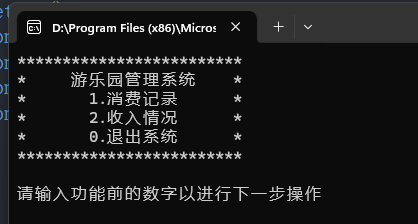 D:\Program Files (x86)\Micros
*************************
*     游乐园管理系统    *
*       1.消费记录      *
*       2.收入情况      *
*       0.退出系统      *
*************************
请输入功能前的数字以进行下一步操作